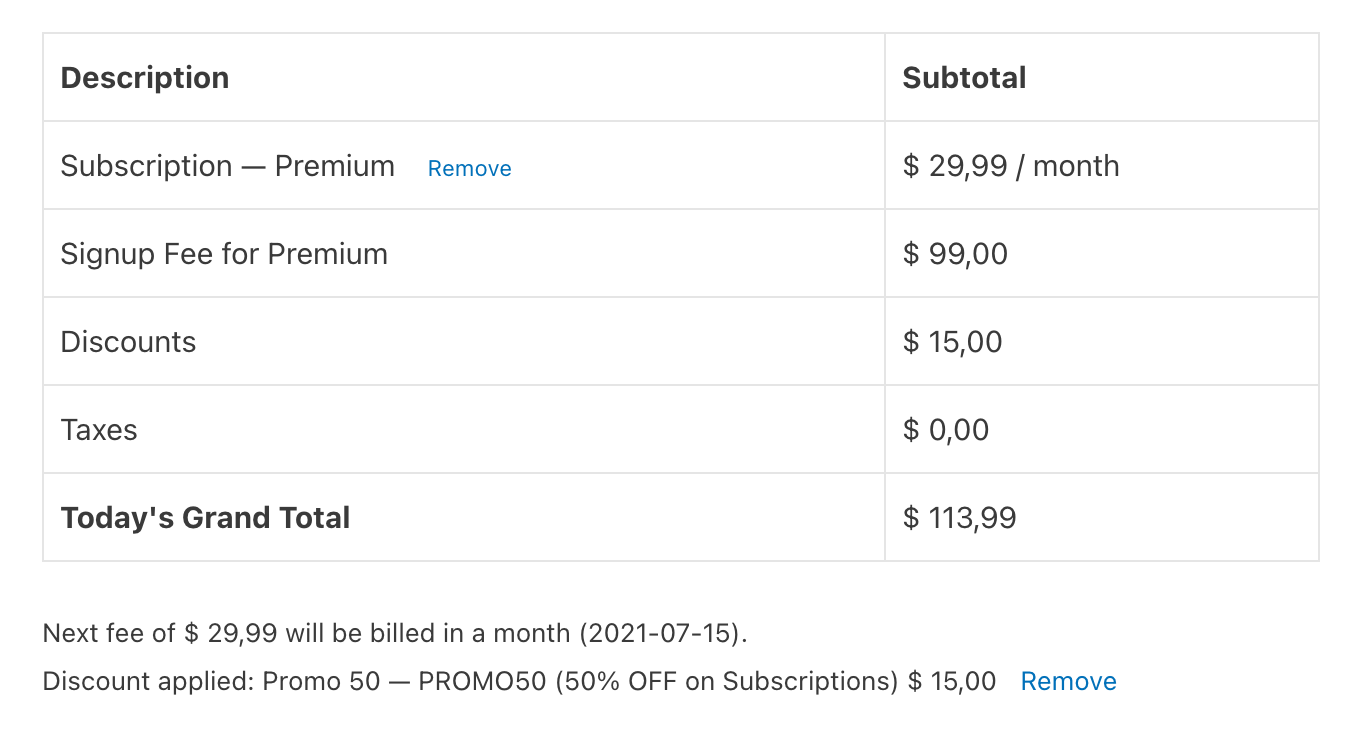 Description Subtotal
Subscription — Premium Remove $ 29,99 / month
Signup Fee for Premium $ 99,00
Discounts $ 15,00
Taxes $ 0,00
Today's Grand Total $ 113,99
Next fee of $ 29,99 will be billed in a month (2021-07-15).
Discount applied: Promo 50 — PROMO50 (50% OFF on Subscriptions) $ 15,00 Remove